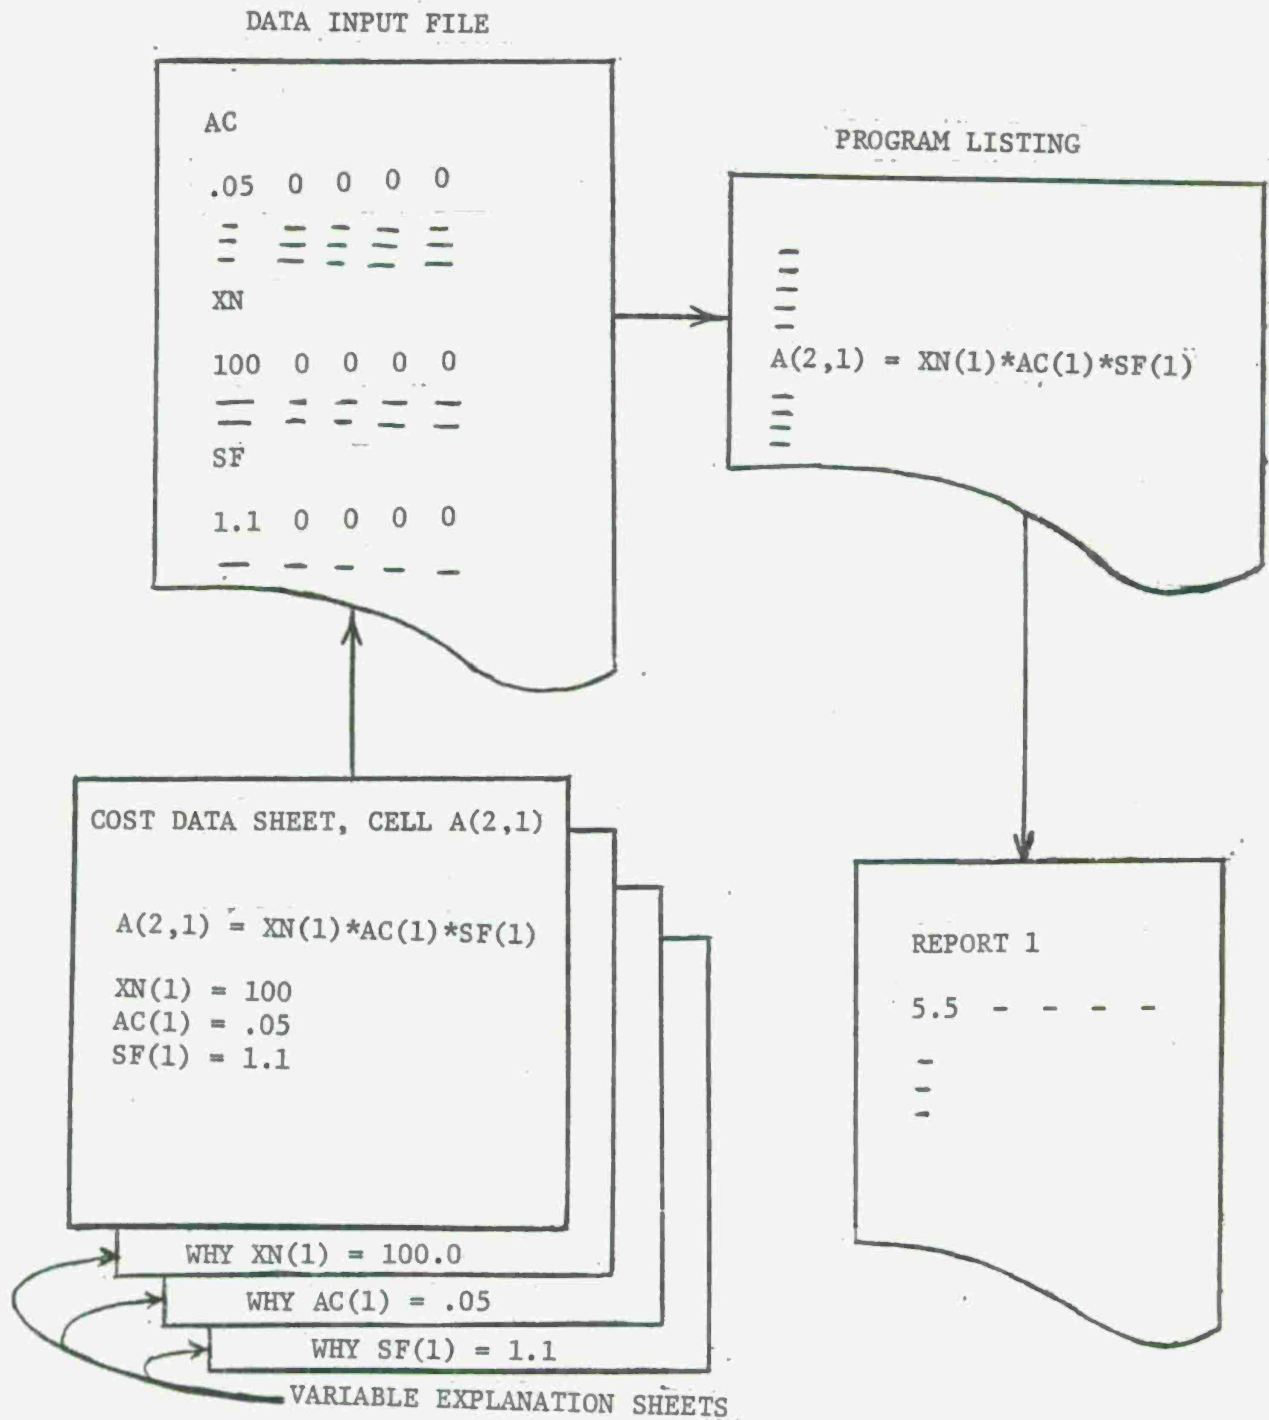 DATA INPUT FILE
AC
.05 0 0 0 0
XN
100 0 0 0 0
SF
1.1 0 0 0 0
PROGRAM LISTING
A(2,1) = XN(1)*AC(1)*SF(1)
COST DATA SHEET, CELL A(2,1)
A(2,1) = XN(1)*AC(1)*SF(1)
XN(1) = 100
AC(1) = .05
SF(1) = 1.1
WHY XN(1) = 100.0
WHY AC(1) = .05
WHY SF(1) = 1.1
VARIABLE EXPLANATION SHEETS
REPORT 1
5.5 - - - -